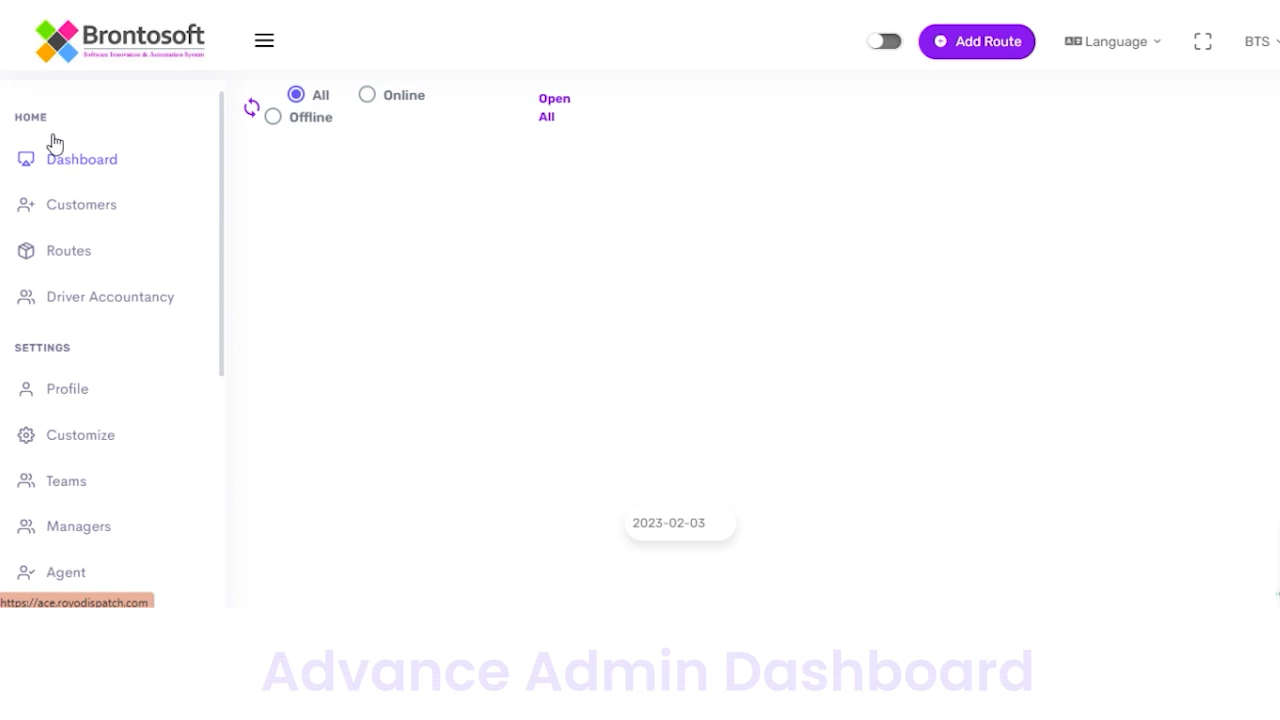 Brontosoft
Software Innovation & Automation System
Add Route
Language
BTS
HOME
Dashboard
Customers
Routes
Driver Accountancy
SETTINGS
Profile
Customize
Teams
Managers
Agent
All
Online
Offline
Open
All
2023-02-03
https://ace.royodispatch.com
Advance Admin Dashboard